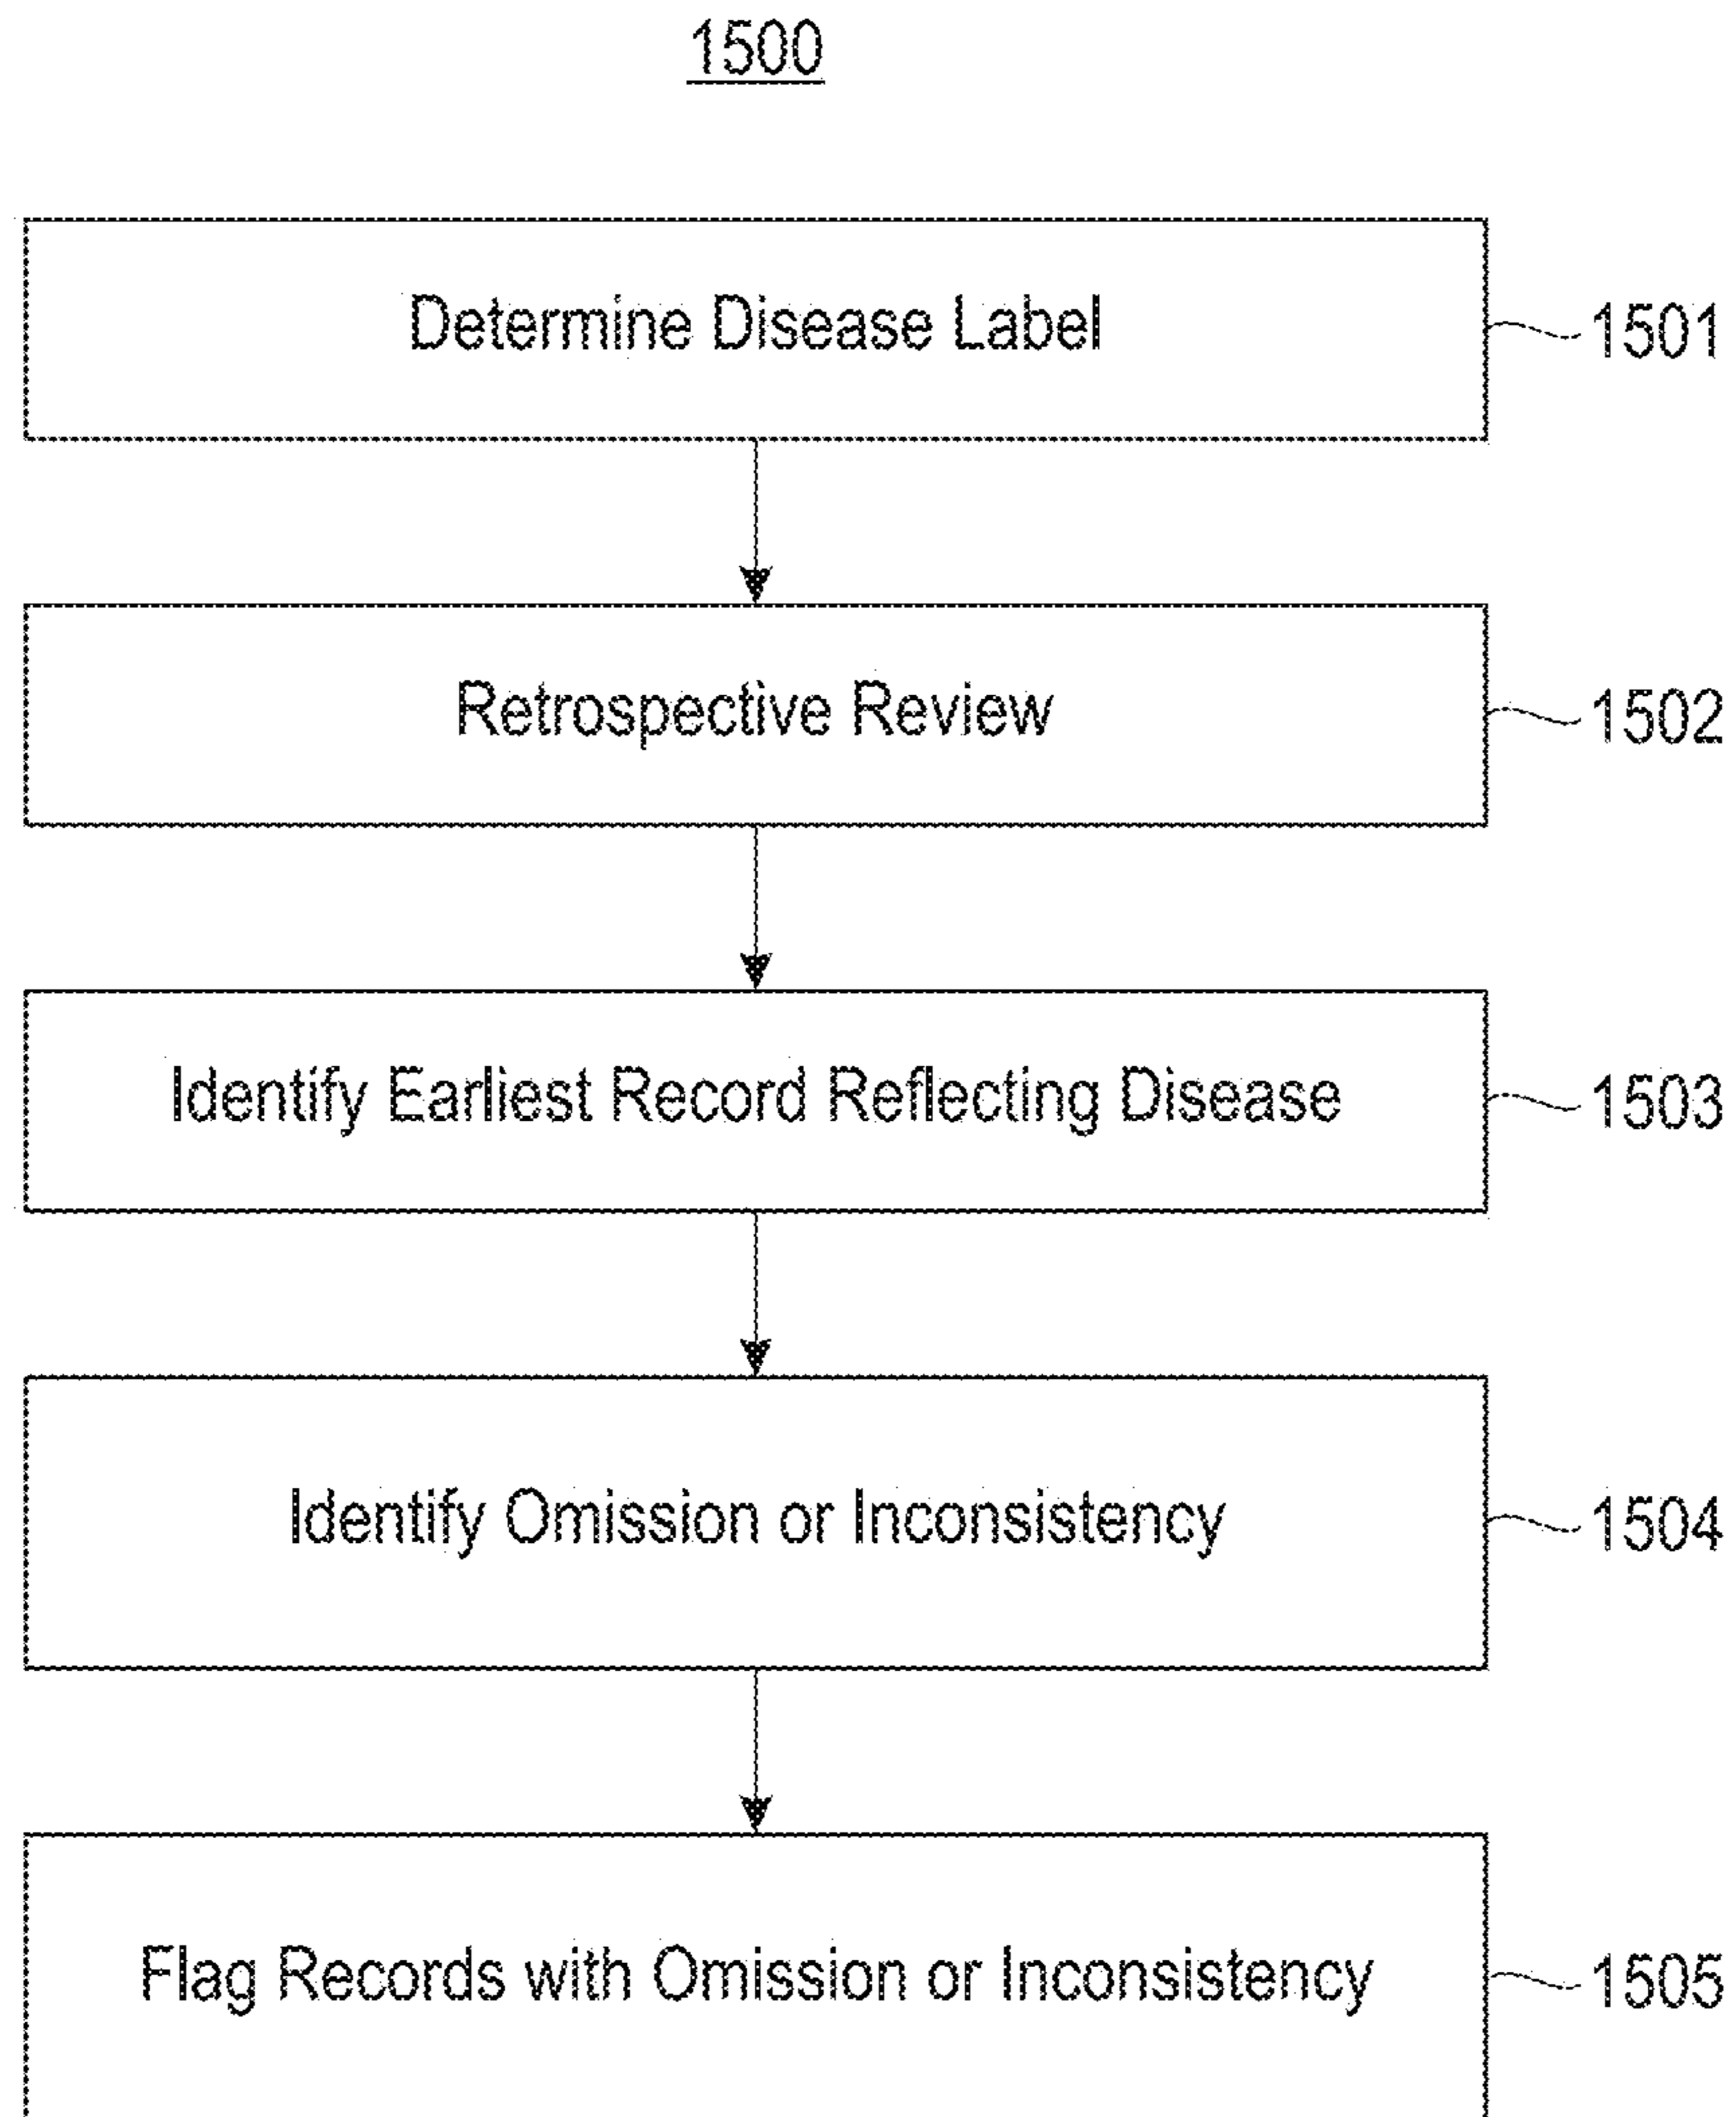 1500
Determine Disease Label
1501
Retrospective Review
1502
Identify Earliest Record Reflecting Disease
1503
Identify Omission or Inconsistency
1504
Flag Records with Omission or Inconsistency
1505